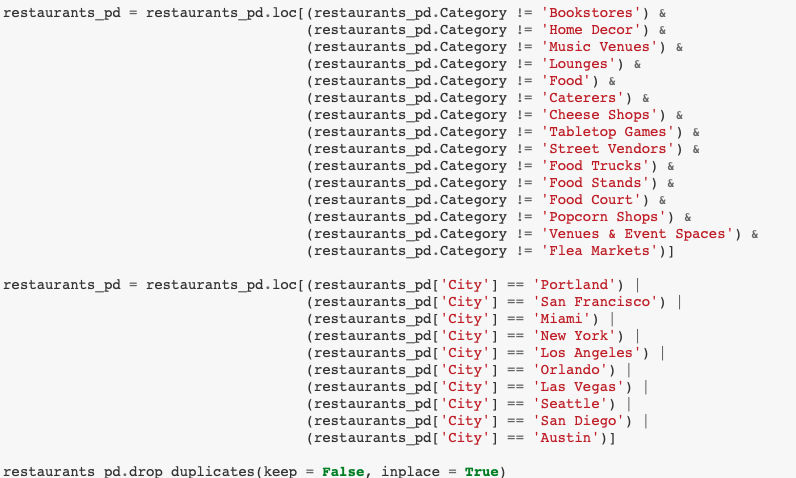 restaurants_pd = restaurants_pd.loc[(restaurants_pd.Category != 'Bookstores') &
(restaurants_pd.Category != 'Home Decor') &
(restaurants_pd.Category != 'Music Venues') &
(restaurants_pd.Category != 'Lounges') &
(restaurants_pd.Category != 'Food') &
(restaurants_pd.Category != 'Caterers') &
(restaurants_pd.Category != 'Cheese Shops') &
(restaurants_pd.Category != 'Tabletop Games') &
(restaurants_pd.Category != 'Street Vendors') &
(restaurants_pd.Category != 'Food Trucks') &
(restaurants_pd.Category != 'Food Stands') &
(restaurants_pd.Category != 'Food Court') &
(restaurants_pd.Category != 'Popcorn Shops') &
(restaurants_pd.Category != 'Venues & Event Spaces') &
(restaurants_pd.Category != 'Flea Markets')]
restaurants_pd = restaurants_pd.loc[(restaurants_pd['City'] == 'Portland') |
(restaurants_pd['City'] == 'San Francisco') |
(restaurants_pd['City'] == 'Miami') |
(restaurants_pd['City'] == 'New York') |
(restaurants_pd['City'] == 'Los Angeles') |
(restaurants_pd['City'] == 'Orlando') |
(restaurants_pd['City'] == 'Las Vegas') |
(restaurants_pd['City'] == 'Seattle') |
(restaurants_pd['City'] == 'San Diego') |
(restaurants_pd['City'] == 'Austin')]
restaurants_pd.drop_duplicates(keep = False, inplace = True)